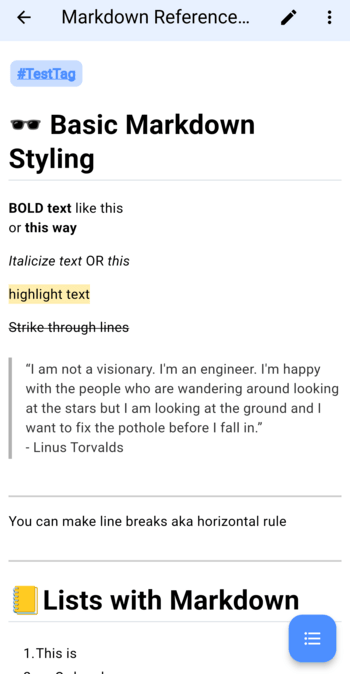 Markdown Reference...
#TestTag
🕶️ Basic Markdown
Styling
BOLD text like this
or this way
Italicize text OR this
highlight text
Strike through lines
“I am not a visionary. I'm an engineer. I'm happy
with the people who are wandering around looking
at the stars but I am looking at the ground and I
want to fix the pothole before I fall in.”
- Linus Torvalds
You can make line breaks aka horizontal rule
📒Lists with Markdown
1. This is